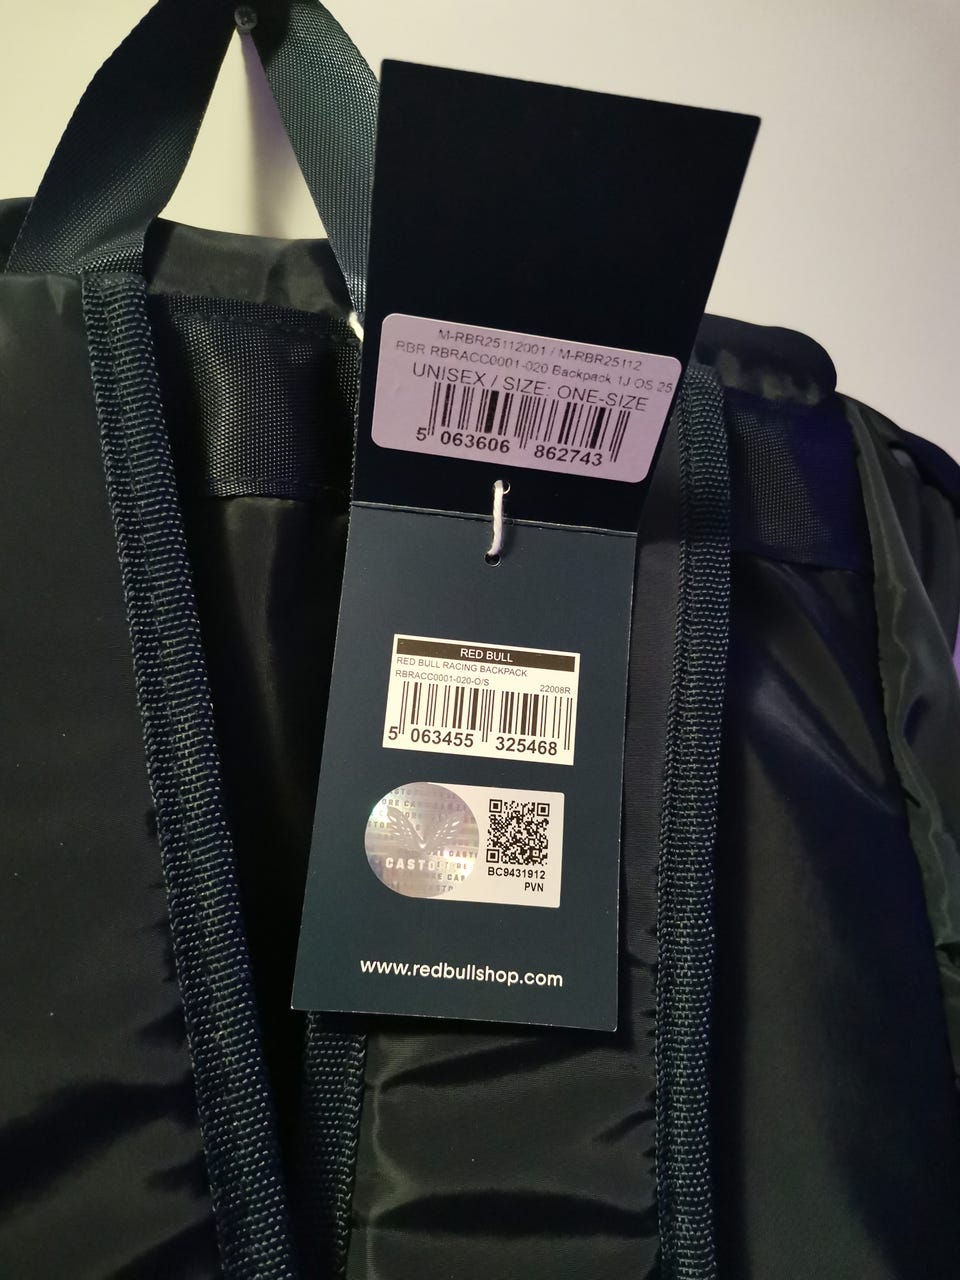 M-RBR25112001 / M-RBR25112
RBR RBRACC0001-020 Backpack 1J OS 25
UNISEX / SIZE: ONE-SIZE
5 063606 862743
RED BULL
RED BULL RACING BACKPACK
RBRACC0001-020-O/S 22008R
5 063455 325468
CASTO
BC9431912
PVN
www.redbullshop.com